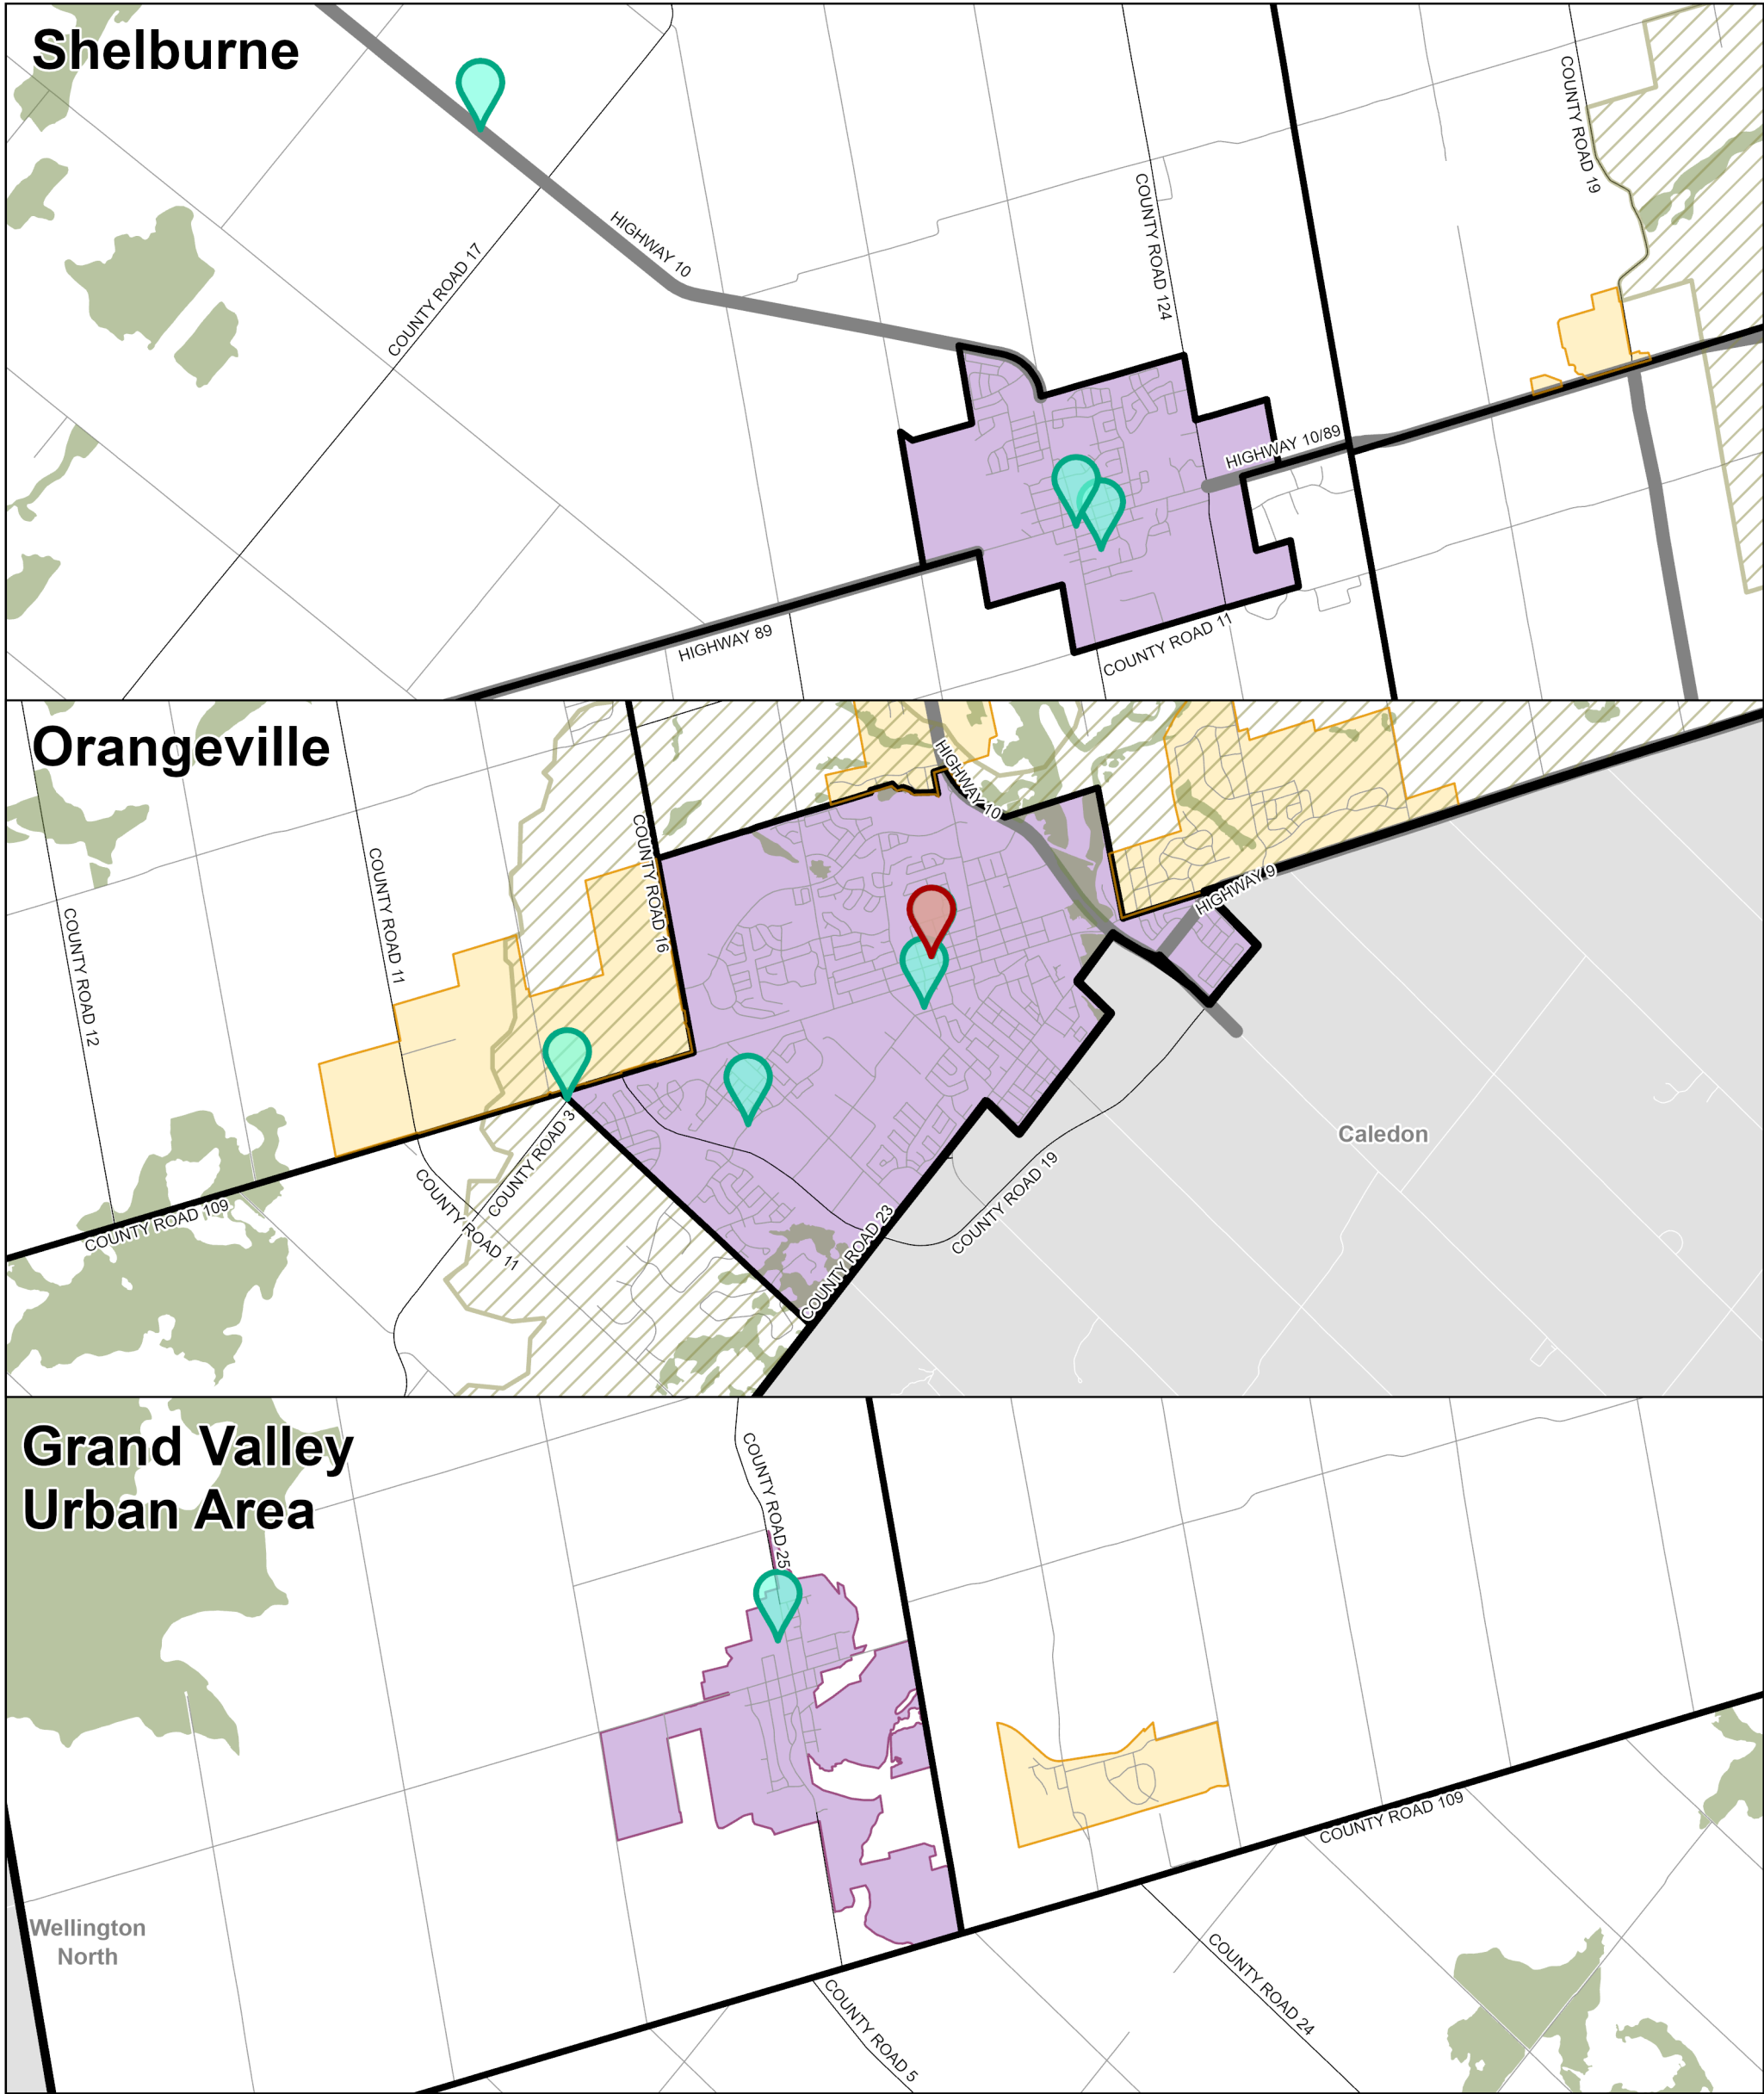 Shelburne
COUNTY ROAD 19
COUNTY ROAD 124
HIGHWAY 10
COUNTY ROAD 17
HIGHWAY 10/89
HIGHWAY 89
COUNTY ROAD 11
Orangeville
HIGHWAY 10
COUNTY ROAD 16
COUNTY ROAD 11
HIGHWAY 9
COUNTY ROAD 12
Caledon
COUNTY ROAD 3
COUNTY ROAD 19
COUNTY ROAD 109
COUNTY ROAD 11
COUNTY ROAD 23
Grand Valley
Urban Area
COUNTY ROAD 25
COUNTY ROAD 109
Wellington
North
COUNTY ROAD 24
COUNTY ROAD 5